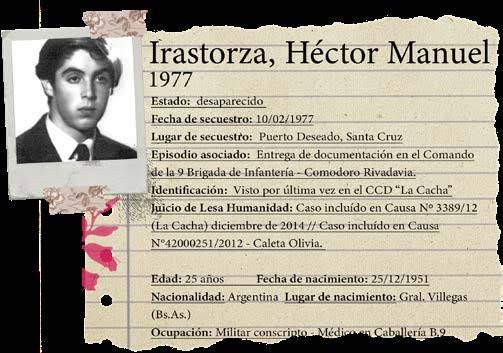 Irastorza, Héctor Manuel
1977
Estado: desaparecido
Fecha de secuestro: 10/02/1977
Lugar de secuestro: Puerto Deseado, Santa Cruz
Episodio asociado: Entrega de documentación en el Comando
de la 9 Brigada de Infantería - Comodoro Rivadavia.
Identificación: Visto por última vez en el CCD “La Cacha”
Juicio de Lesa Humanidad: Caso incluído en Causa Nº 3389/12
(La Cacha) diciembre de 2014 // Caso incluído en Causa
N°42000251/2012 - Caleta Olivia.
Edad: 25 años Fecha de nacimiento: 25/12/1951
Nacionalidad: Argentina Lugar de nacimiento: Gral. Villegas
(Bs.As.)
Ocupación: Militar conscripto - Médico en Caballería B.9